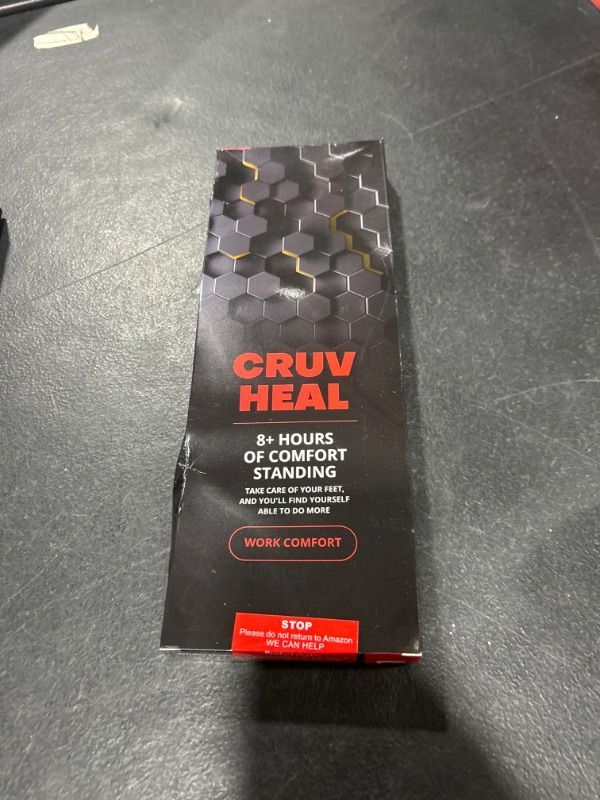 CRUV
HEAL
8+ HOURS
OF COMFORT
STANDING
TAKE CARE OF YOUR FEET,
AND YOU'LL FIND YOURSELF
ABLE TO DO MORE
WORK COMFORT
STOP
Please do not return to Amazon
WE CAN HELP